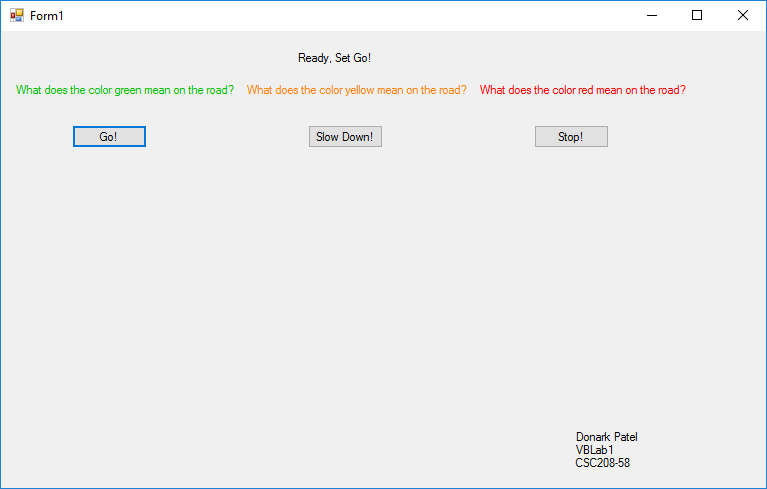 Form1
Ready, Set Go!
What does the color green mean on the road? What does the color yellow mean on the road? What does the color red mean on the road?
Go! Slow Down! Stop!
Donark Patel
VBLab1
CSC208-58